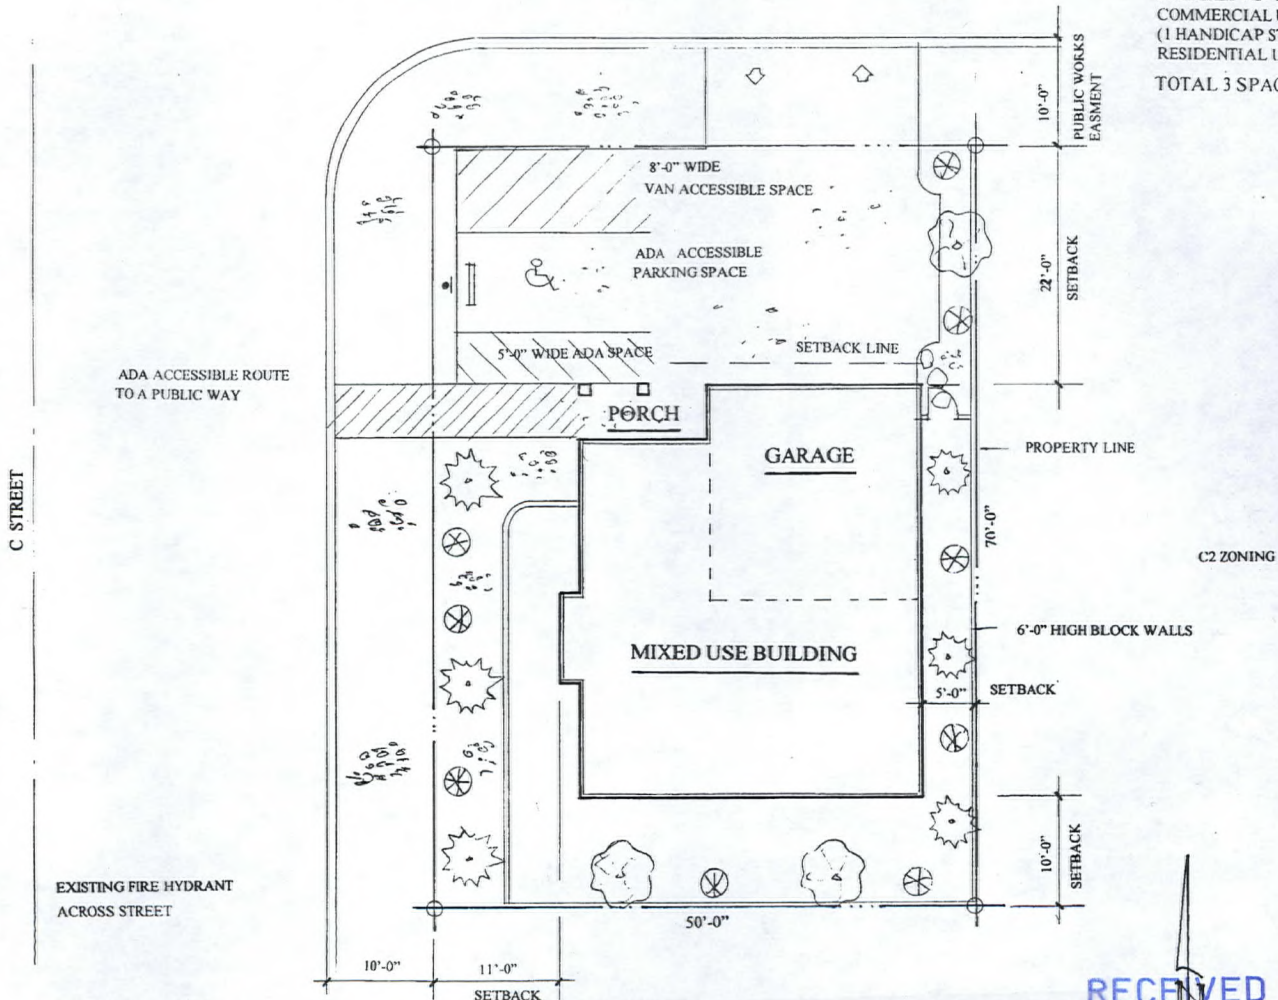 COMMERCIAL
(1 HANDICAP
RESIDENTIAL
TOTAL 3
10'-0"
PUBLIC WORKS
EASMENT
8'-0" WIDE
VAN ACCESSIBLE SPACE
ADA ACCESSIBLE
PARKING SPACE
22'-0"
SETBACK
5'-0" WIDE ADA SPACE
SETBACK LINE
ADA ACCESSIBLE ROUTE
TO A PUBLIC WAY
PORCH
GARAGE
PROPERTY LINE
C STREET
70'-0"
C2 ZONING
6'-0" HIGH BLOCK WALLS
MIXED USE BUILDING
5'-0"
SETBACK
10'-0"
SETBACK
EXISTING FIRE HYDRANT
ACROSS STREET
50'-0"
10'-0"
11'-0"
SETBACK
RECEIVED